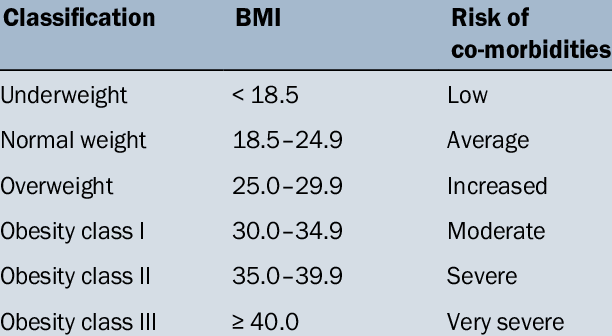 Classification BMI Risk of
co-morbidities
Underweight < 18.5 Low
Normal weight 18.5–24.9 Average
Overweight 25.0–29.9 Increased
Obesity class I 30.0–34.9 Moderate
Obesity class II 35.0–39.9 Severe
Obesity class III ≥ 40.0 Very severe